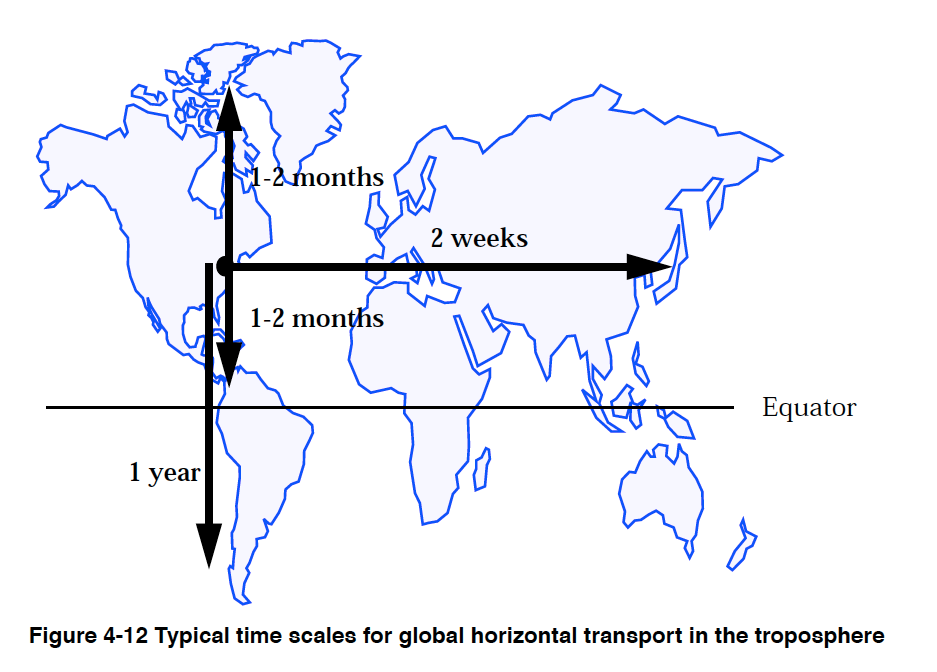 1-2 months
2 weeks
1-2 months
Equator
1 year
Figure 4-12 Typical time scales for global horizontal transport in the troposphere